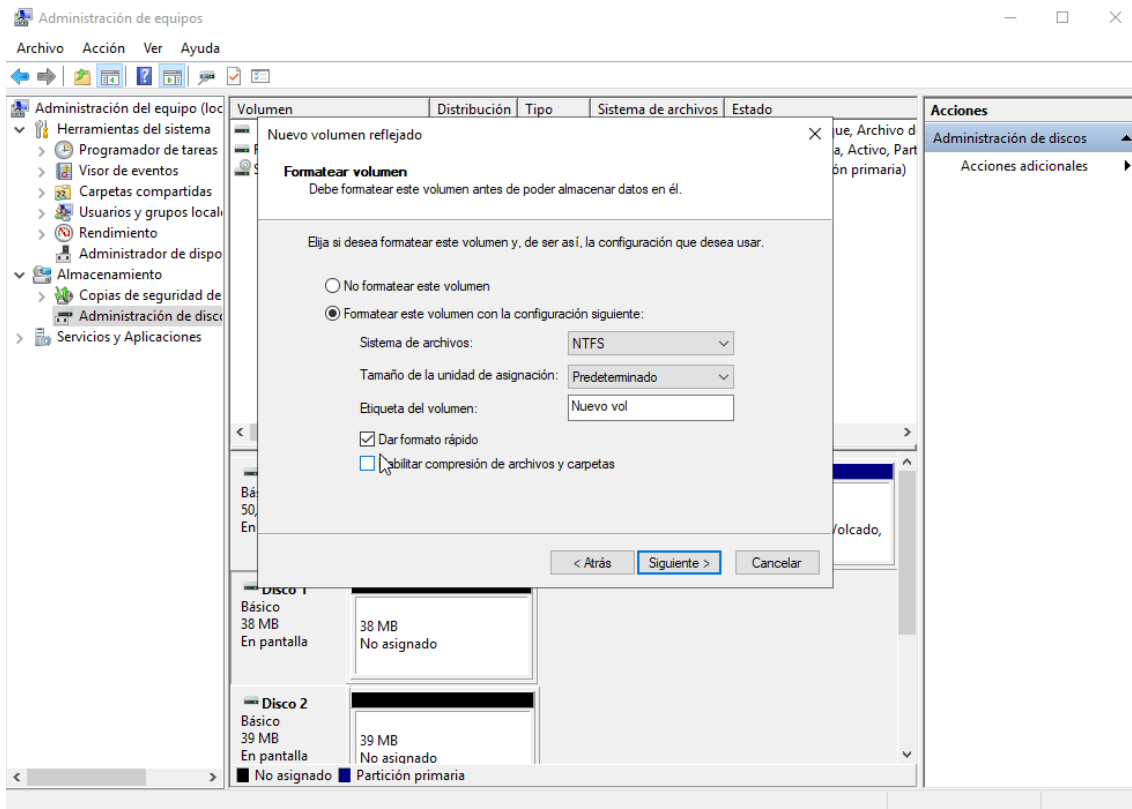 Administración de equipos
Archivo Acción Ver Ayuda
Administración del equipo (loc
Herramientas del sistema
Programador de tareas
Visor de eventos
Carpetas compartidas
Usuarios y grupos local
Rendimiento
Administrador de dispo
Almacenamiento
Copias de seguridad de
Administración de disc
Servicios y Aplicaciones
Volumen Distribución Tipo Sistema de archivos Estado
que, Archivo d
a, Activo, Part
ón primaria)
Nuevo volumen reflejado
Formatear volumen
Debe formatear este volumen antes de poder almacenar datos en él.
Elija si desea formatear este volumen y, de ser así, la configuración que desea usar.
No formatear este volumen
Formatear este volumen con la configuración siguiente:
Sistema de archivos: NTFS
Tamaño de la unidad de asignación: Predeterminado
Etiqueta del volumen: Nuevo vol
Dar formato rápido
abilitar compresión de archivos y carpetas
< Atrás Siguiente > Cancelar
Bá
50,
En
Volcado,
Disco 1
Básico
38 MB
En pantalla
38 MB
No asignado
Disco 2
Básico
39 MB
En pantalla
39 MB
No asignado
No asignado Partición primaria
Acciones
Administración de discos
Acciones adicionales